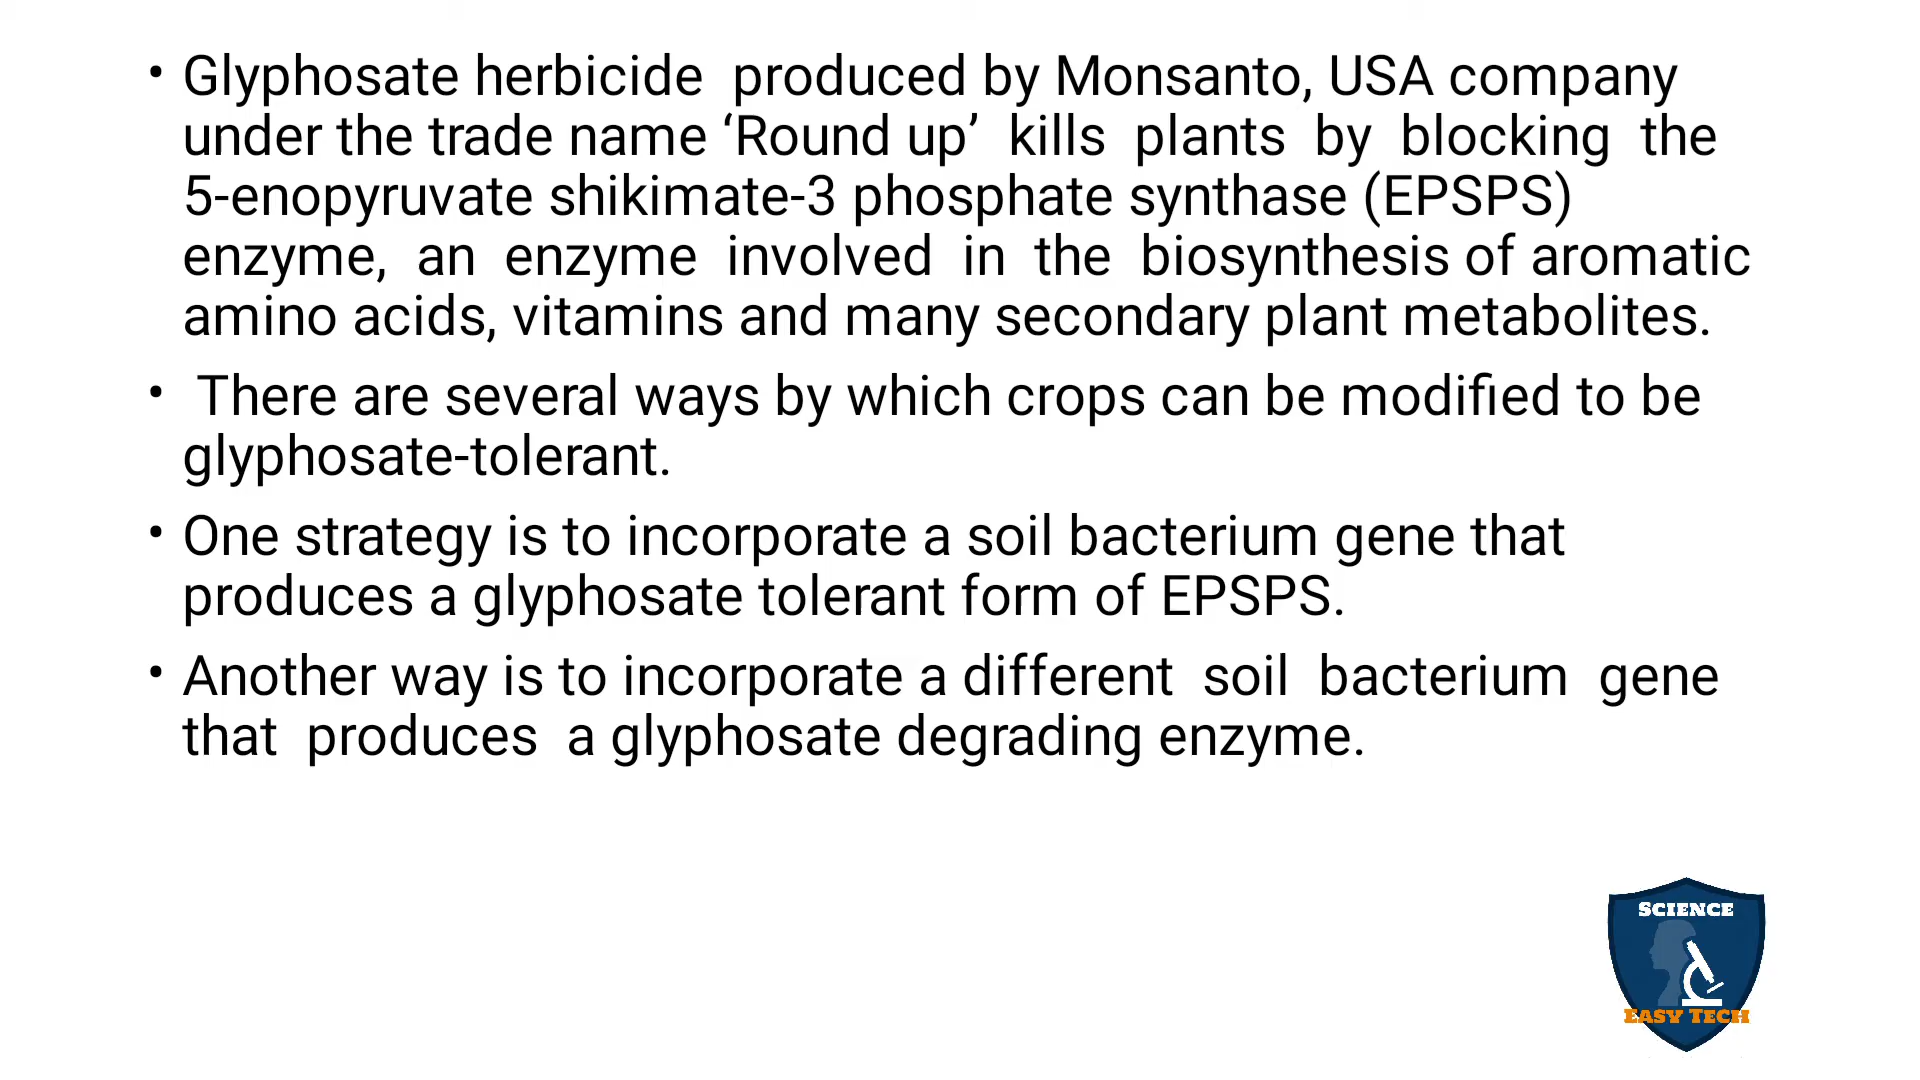 • Glyphosate herbicide  produced by Monsanto, USA company
under the trade name ‘Round up’  kills  plants  by  blocking  the
5-enopyruvate shikimate-3 phosphate synthase (EPSPS)
enzyme,  an  enzyme  involved  in  the  biosynthesis of aromatic
amino acids, vitamins and many secondary plant metabolites.
•  There are several ways by which crops can be modified to be
glyphosate-tolerant.
• One strategy is to incorporate a soil bacterium gene that
produces a glyphosate tolerant form of EPSPS.
• Another way is to incorporate a different  soil  bacterium  gene
that  produces  a glyphosate degrading enzyme.
SCIENCE
EASY TECH